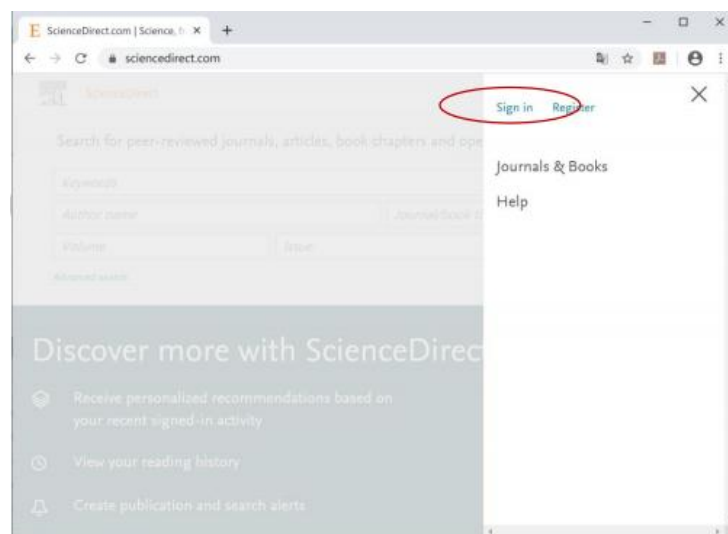 ScienceDirect.com | Science, h
sciencedirect.com
ScienceDirect
Sign in Register
Search for peer-reviewed journals, articles, book chapters and ope
Journals & Books
Keywords
Help
Author name
Journal/book t
Volume
Issue
Advanced search
Discover more with ScienceDirec
Receive personalized recommendations based on
your recent signed-in activity
View your reading history
Create publication and search alerts